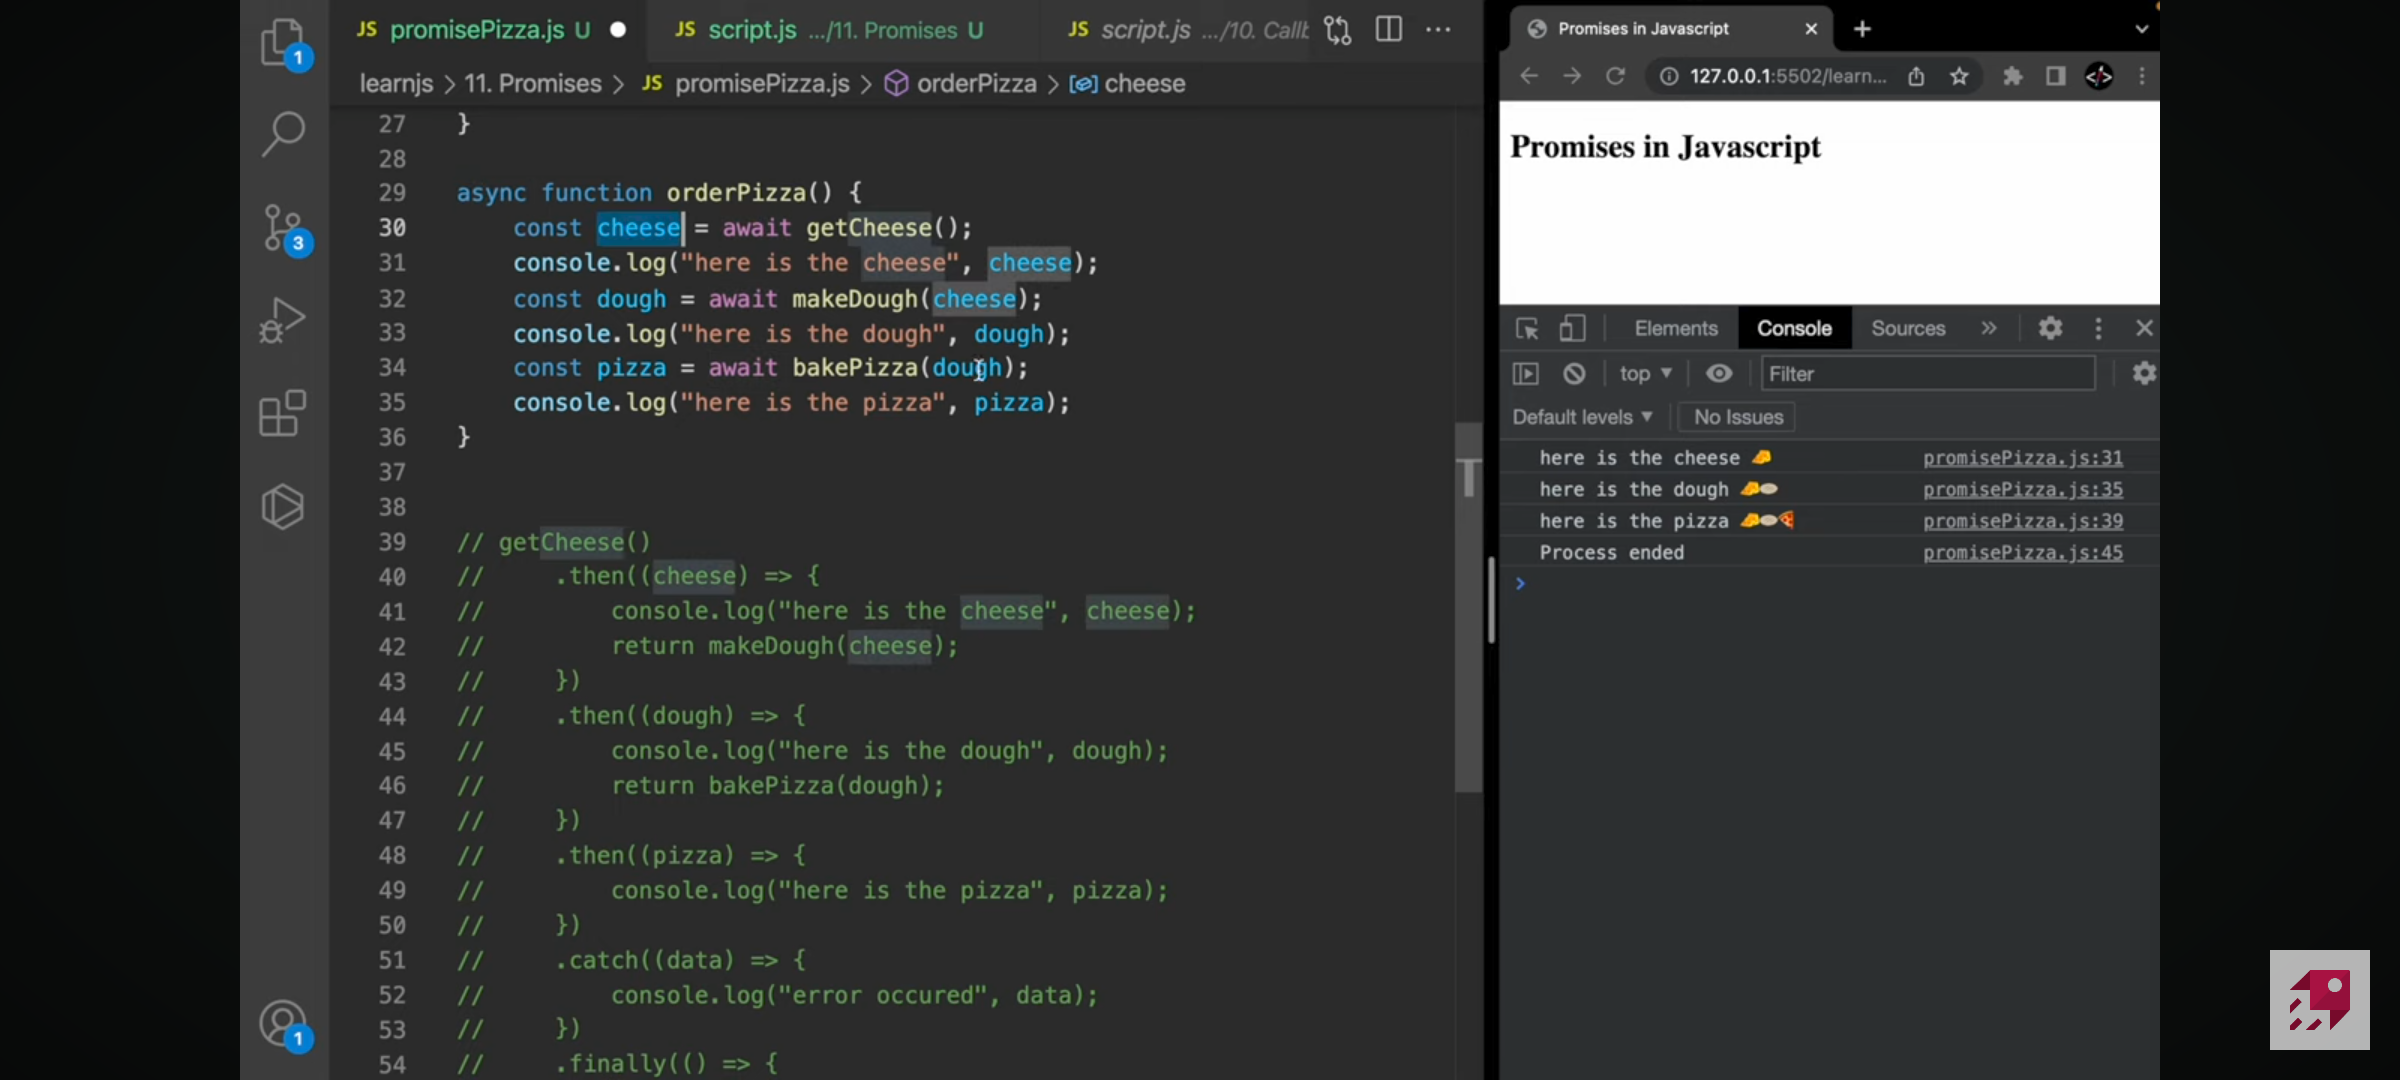 JS promisePizza.js U
JS script.js .../11. Promises U
JS script.js .../10. Callb
learnjs > 11. Promises > JS promisePizza.js > orderPizza > cheese
27 }
28
29 async function orderPizza() {
30 const cheese = await getCheese();
31 console.log("here is the cheese", cheese);
32 const dough = await makeDough(cheese);
33 console.log("here is the dough", dough);
34 const pizza = await bakePizza(dough);
35 console.log("here is the pizza", pizza);
36 }
37
38
39 // getCheese()
40 // .then((cheese) => {
41 // console.log("here is the cheese", cheese);
42 // return makeDough(cheese);
43 // })
44 // .then((dough) => {
45 // console.log("here is the dough", dough);
46 // return bakePizza(dough);
47 // })
48 // .then((pizza) => {
49 // console.log("here is the pizza", pizza);
50 // })
51 // .catch((data) => {
52 // console.log("error occured", data);
53 // })
54 // .finally(() => {
1
3
1
Promises in Javascript
127.0.0.1:5502/learn...
Promises in Javascript
Elements Console Sources
top Filter
Default levels No Issues
here is the cheese 🧀 promisePizza.js:31
here is the dough 🧀🫓 promisePizza.js:35
here is the pizza 🧀🫓🍕 promisePizza.js:39
Process ended promisePizza.js:45